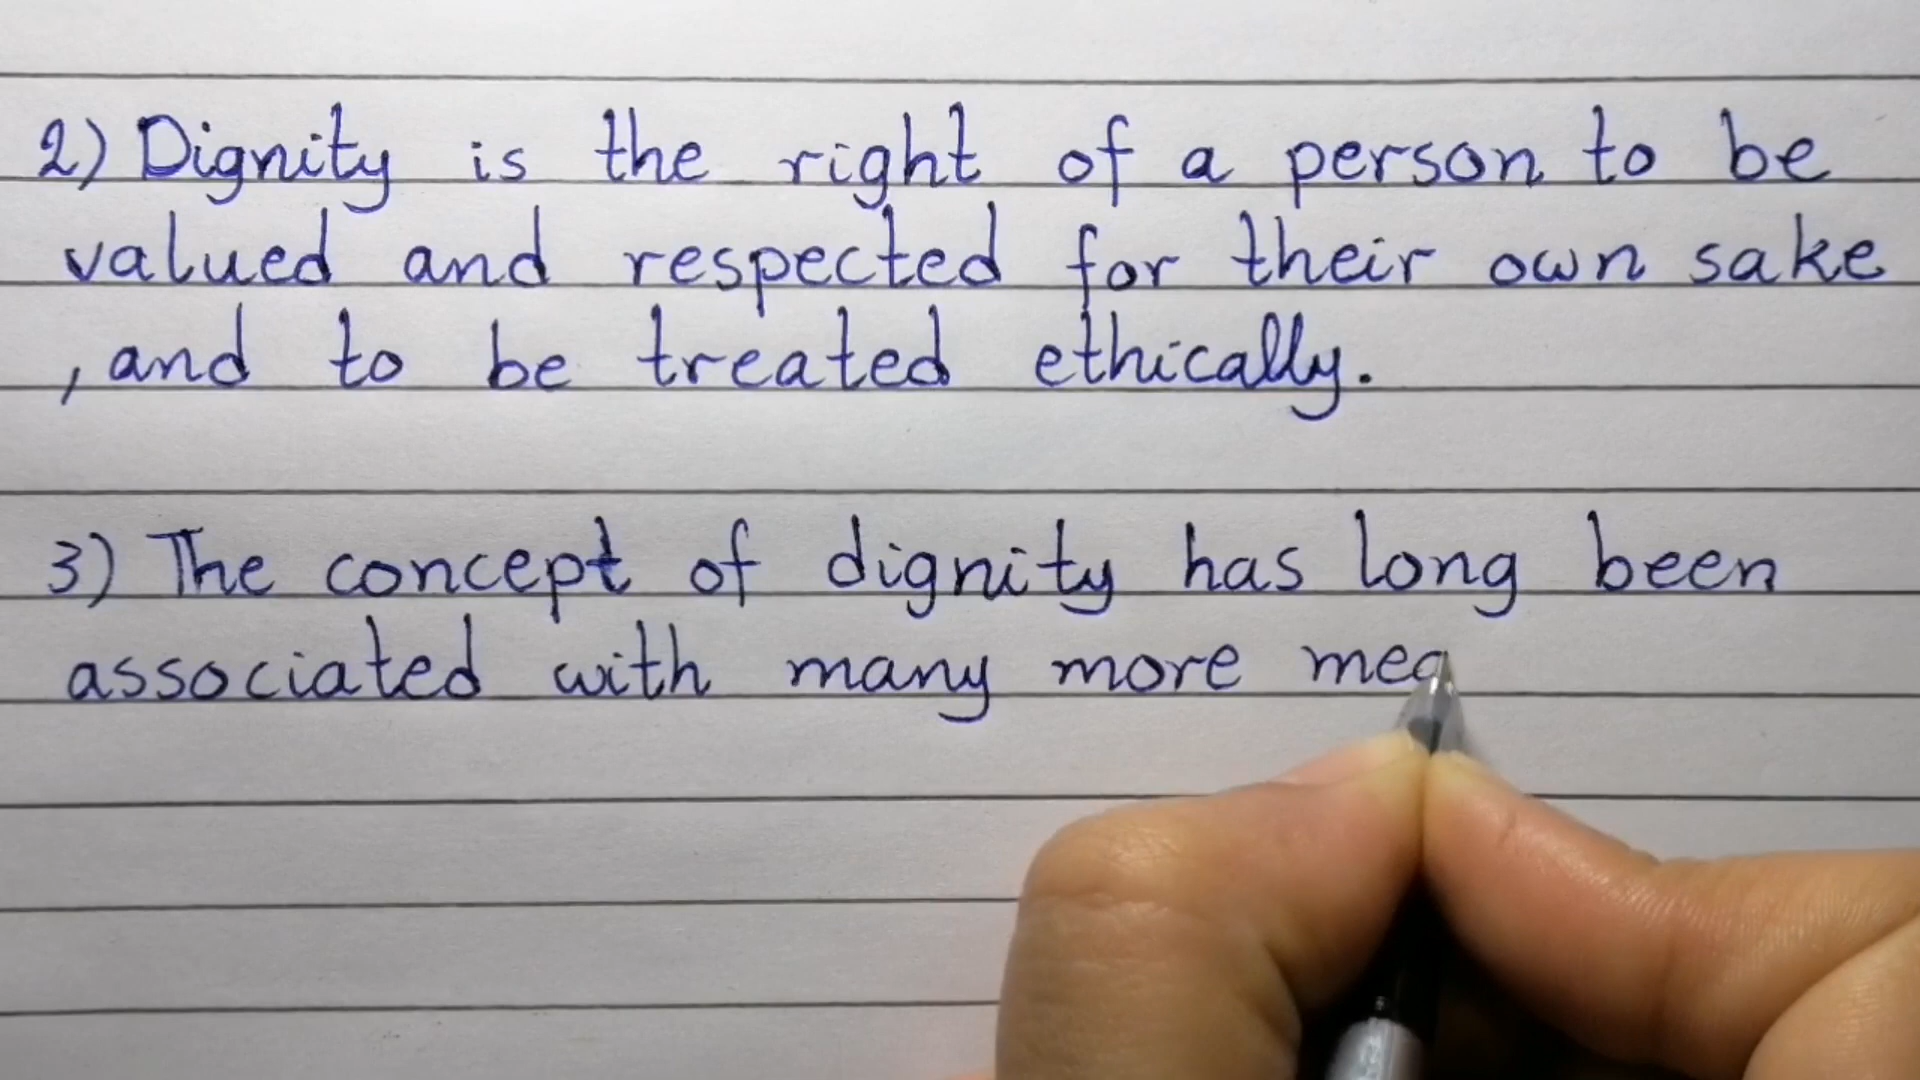 2) Dignity is the right of a person to be
valued and respected for their own sake
, and to be treated ethically.
3) The concept of dignity has long been
associated with many more mea